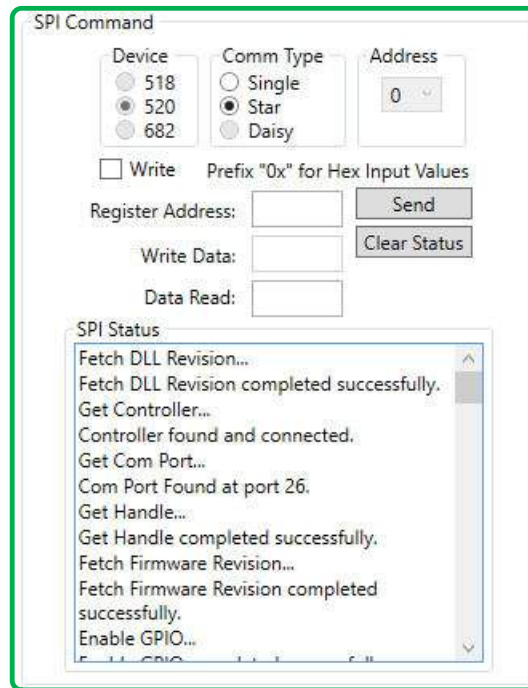 SPI Command
Device
518
520
682
Comm Type
Single
Star
Daisy
Address
0
Write
Prefix "0x" for Hex Input Values
Register Address:
Send
Write Data:
Clear Status
Data Read:
SPI Status
Fetch DLL Revision...
Fetch DLL Revision completed successfully.
Get Controller...
Controller found and connected.
Get Com Port...
Com Port Found at port 26.
Get Handle...
Get Handle completed successfully.
Fetch Firmware Revision...
Fetch Firmware Revision completed
successfully.
Enable GPIO...